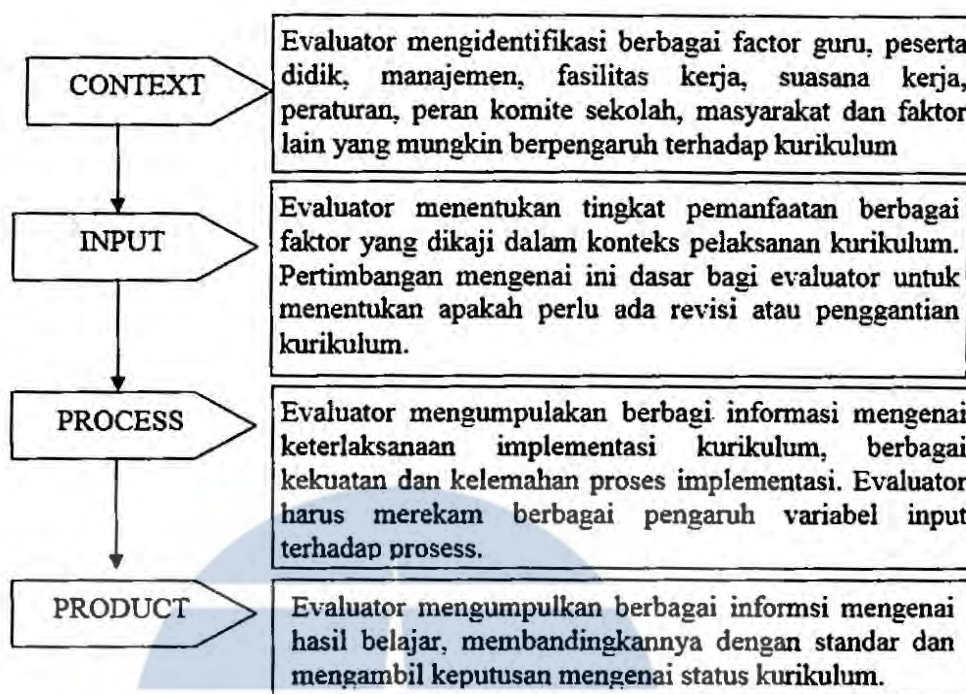 CONTEXT
Evaluator mengidentifikasi berbagai factor guru, peserta
didik, manajemen, fasilitas kerja, suasana kerja,
peraturan, peran komite sekolah, masyarakat dan faktor
lain yang mungkin berpengaruh terhadap kurikulum
INPUT
Evaluator menentukan tingkat pemanfaatan berbagai
faktor yang dikaji dalam konteks pelaksanan kurikulum.
Pertimbangan mengenai ini dasar bagi evaluator untuk
menentukan apakah perlu ada revisi atau penggantian
kurikulum.
PROCESS
Evaluator mengumpulakan berbagi informasi mengenai
keterlaksanaan implementasi kurikulum, berbagai
kekuatan dan kelemahan proses implementasi. Evaluator
harus merekam berbagai pengaruh variabel input
terhadap prosess.
PRODUCT
Evaluator mengumpulkan berbagai informsi mengenai
hasil belajar, membandingkannya dengan standar dan
mengambil keputusan mengenai status kurikulum.